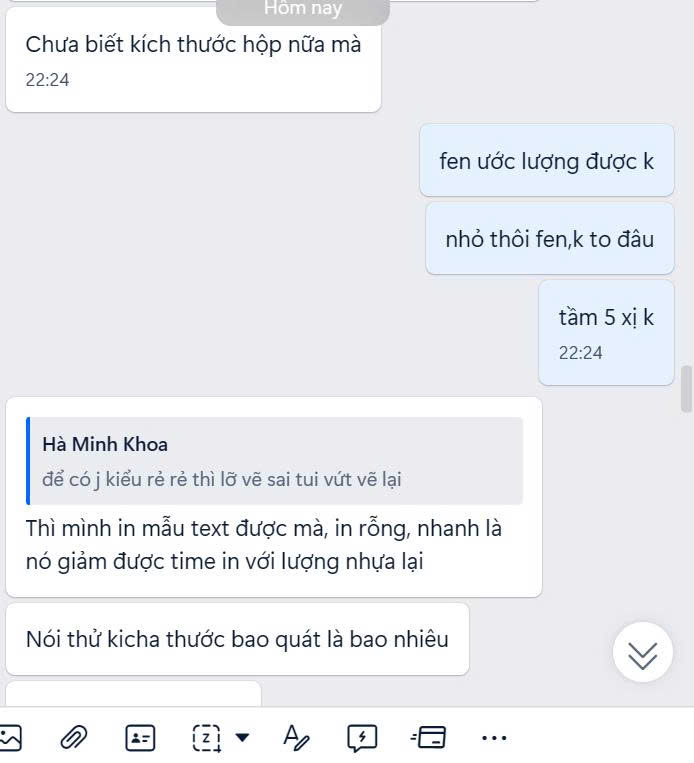 Hôm nay
Chưa biết kích thước hộp nữa mà
22:24
fen ước lượng được k
nhỏ thôi fen,k to đâu
tầm 5 xị k
22:24
Hà Minh Khoa
để có j kiểu rẻ rẻ thì lỡ vẽ sai tui vứt vẽ lại
Thì mình in mẫu text được mà, in rỗng, nhanh là
nó giảm được time in với lượng nhựa lại
Nói thử kicha thước bao quát là bao nhiêu